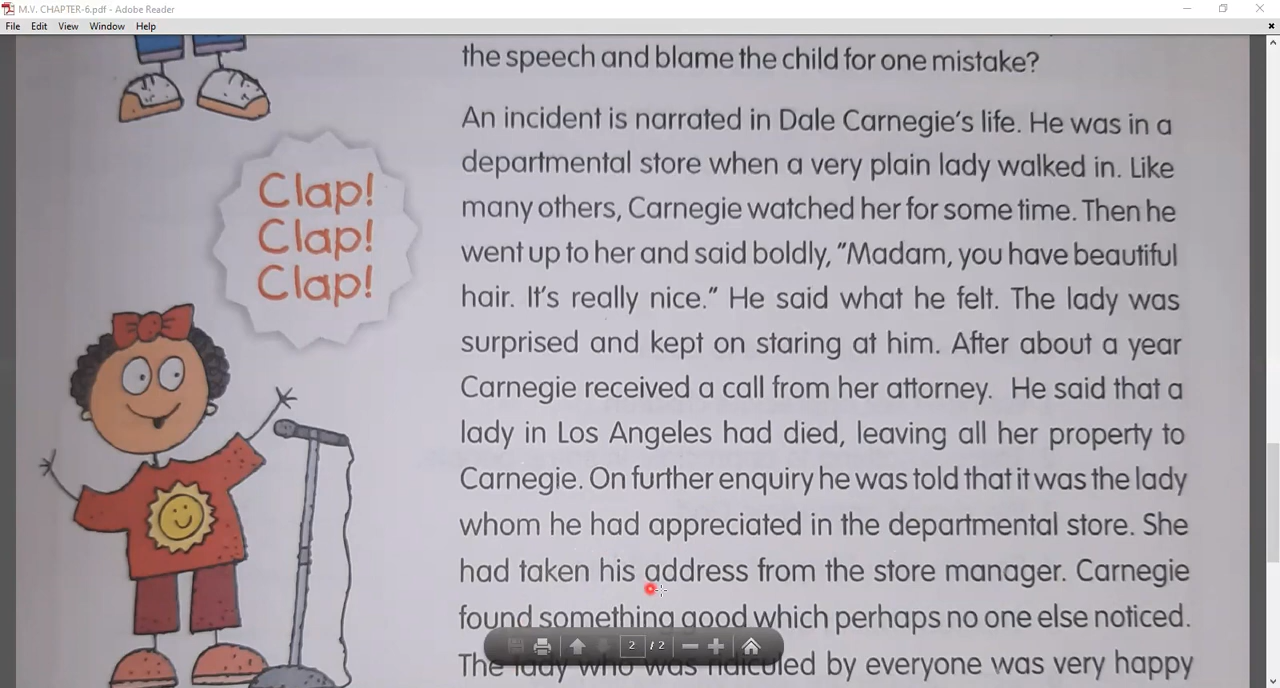 M.V. CHAPTER-6.pdf - Adobe Reader
File Edit View Window Help
the speech and blame the child for one mistake?
An incident is narrated in Dale Carnegie's life. He was in a
departmental store when a very plain lady walked in. Like
many others, Carnegie watched her for some time. Then he
went up to her and said boldly, "Madam, you have beautiful
hair. It's really nice." He said what he felt. The lady was
surprised and kept on staring at him. After about a year
Carnegie received a call from her attorney. He said that a
lady in Los Angeles had died, leaving all her property to
Carnegie. On further enquiry he was told that it was the lady
whom he had appreciated in the departmental store. She
had taken his address from the store manager. Carnegie
found something good which perhaps no one else noticed.
The lady who was ridiculed by everyone was very happy
Clap!
Clap!
Clap!
2 / 2